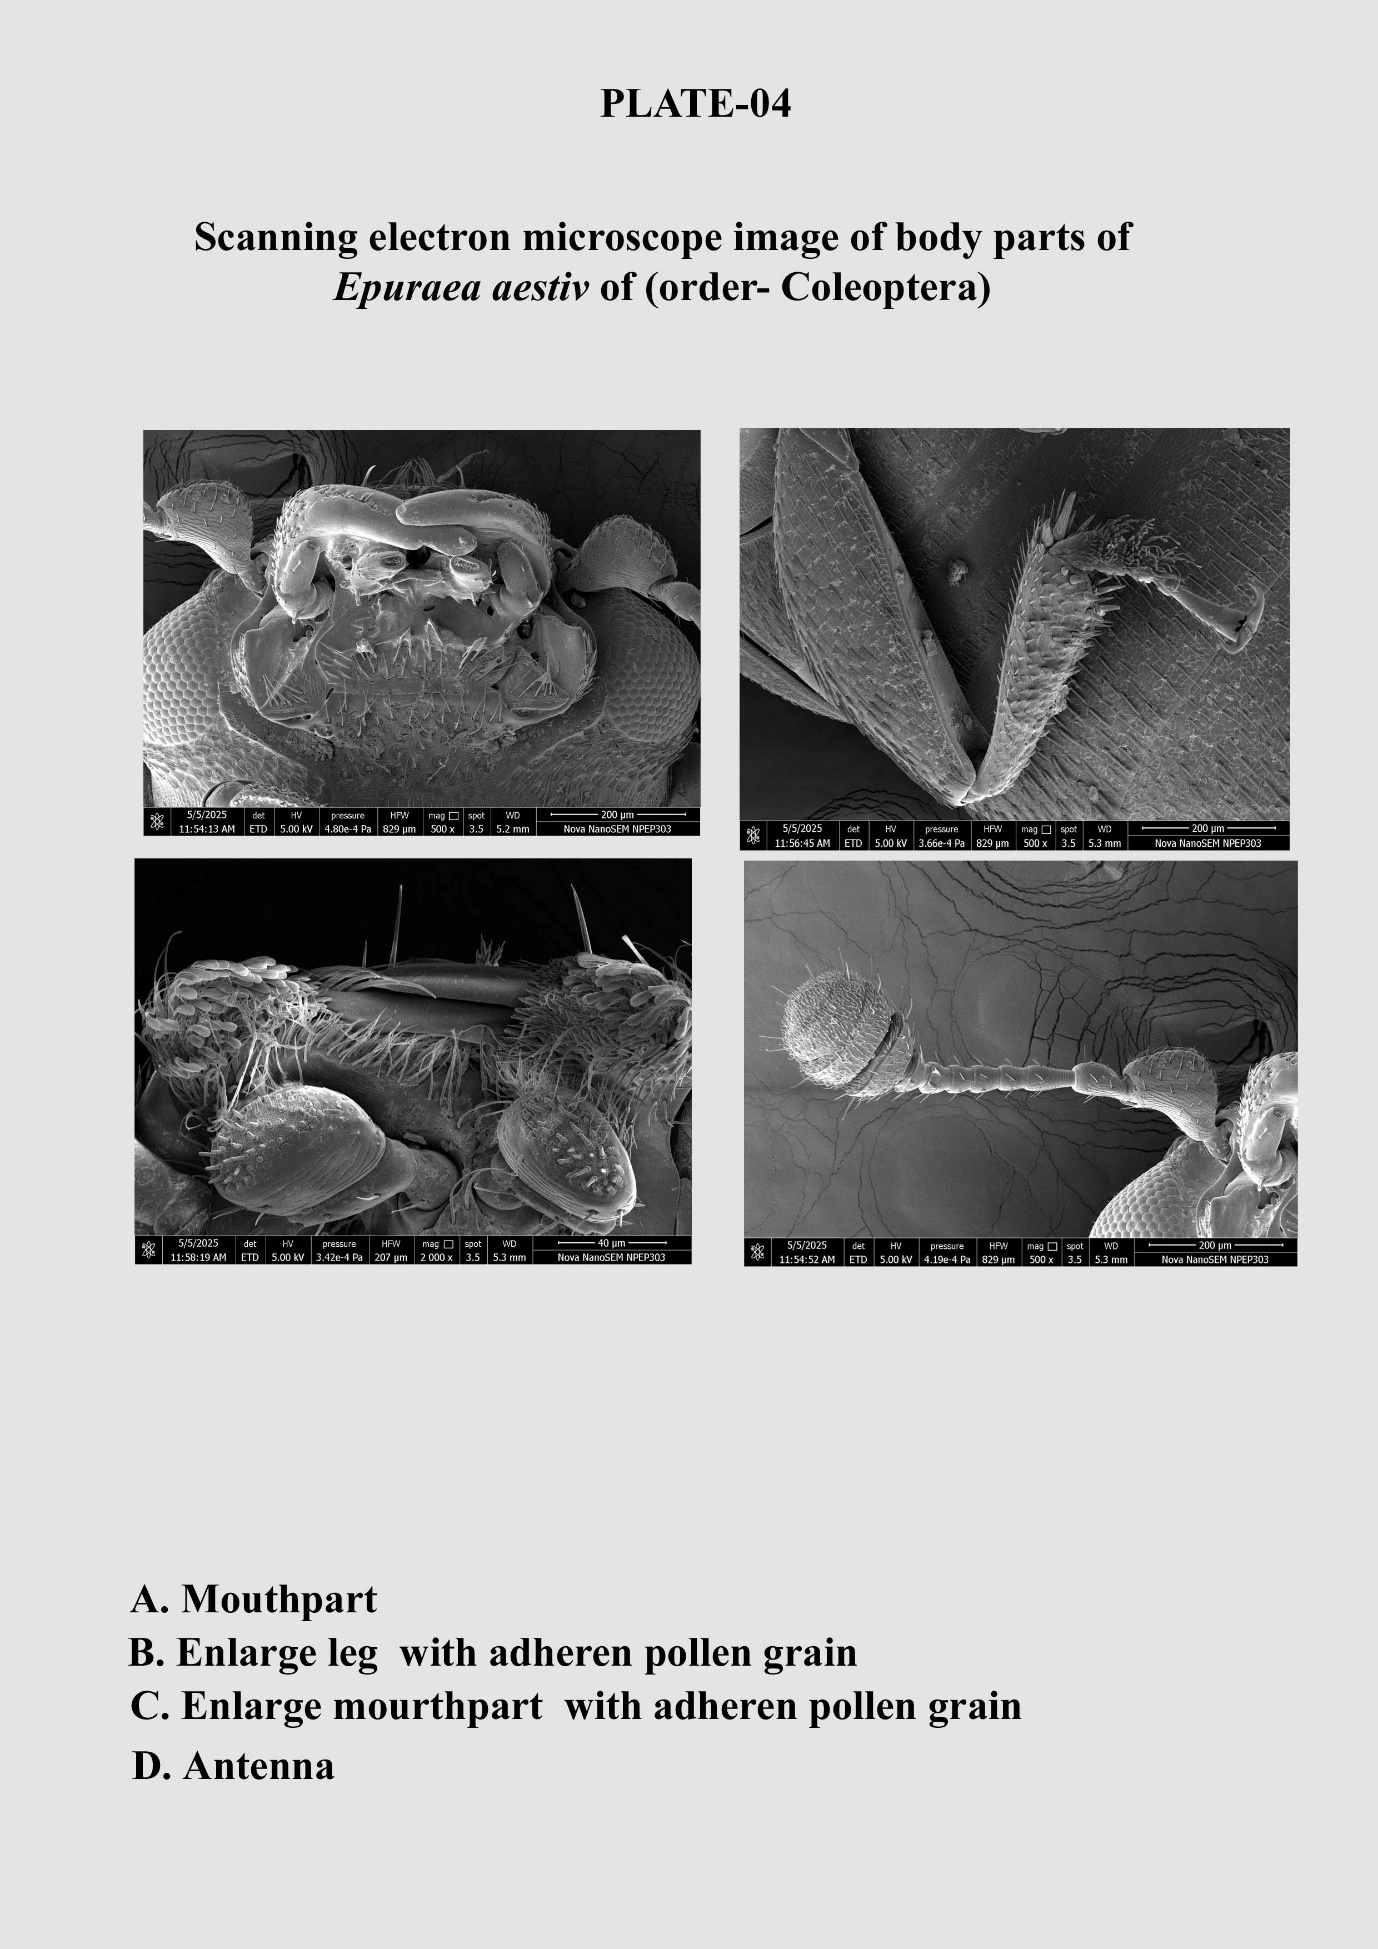 PLATE-04
Scanning electron microscope image of body parts of
Epuraea aestiv of (order- Coleoptera)
5/5/2025 det HV pressure HFW mag spot WD 200 µm
11:54:13 AM ETD 5.00 kV 4.80e-4 Pa 829 µm 500 x 3.5 5.2 mm Nova NanoSEM NPEP303
5/5/2025 det HV pressure HFW mag spot WD 200 µm
11:56:45 AM ETD 5.00 kV 3.66e-4 Pa 829 µm 500 x 3.5 5.3 mm Nova NanoSEM NPEP303
5/5/2025 det HV pressure HFW mag spot WD 40 µm
11:58:19 AM ETD 5.00 kV 3.42e-4 Pa 207 µm 2 000 x 3.5 5.3 mm Nova NanoSEM NPEP303
5/5/2025 det HV pressure HFW mag spot WD 200 µm
11:54:52 AM ETD 5.00 kV 4.19e-4 Pa 829 µm 500 x 3.5 5.3 mm Nova NanoSEM NPEP303
A. Mouthpart
B. Enlarge leg with adheren pollen grain
C. Enlarge mourthpart with adheren pollen grain
D. Antenna